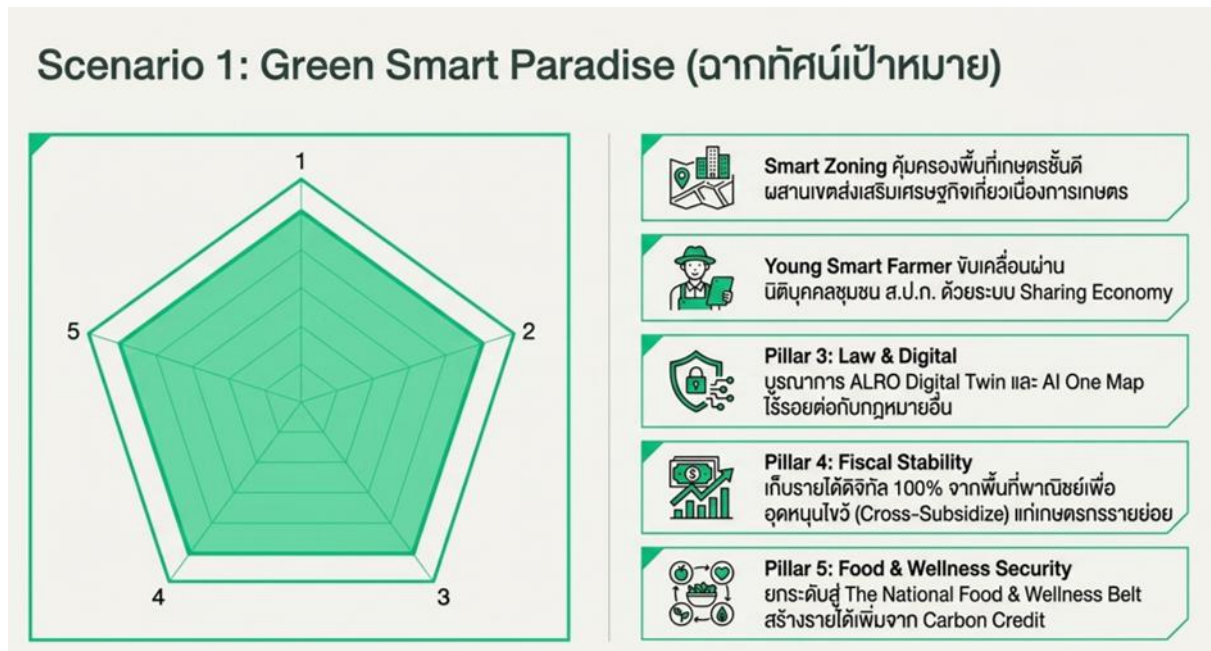 Scenario 1: Green Smart Paradise (ฉากทัศน์เป้าหมาย)
1
2
3
4
5
Smart Zoning คุ้มครองพื้นที่เกษตรชั้นดี
ผสานเขตส่งเสริมเศรษฐกิจเกี่ยวเนื่องการเกษตร
Young Smart Farmer ขับเคลื่อนผ่าน
นิติบุคคลชุมชน ส.ป.ก. ด้วยระบบ Sharing Economy
Pillar 3: Law & Digital
บูรณาการ ALRO Digital Twin และ AI One Map
ไร้รอยต่อกับกฎหมายอื่น
Pillar 4: Fiscal Stability
เก็บรายได้ดิจิทัล 100% จากพื้นที่พาณิชย์เพื่อ
อุดหนุนไขว้ (Cross-Subsidize) แก่เกษตรกรรายย่อย
Pillar 5: Food & Wellness Security
ยกระดับสู่ The National Food & Wellness Belt
สร้างรายได้เพิ่มจาก Carbon Credit